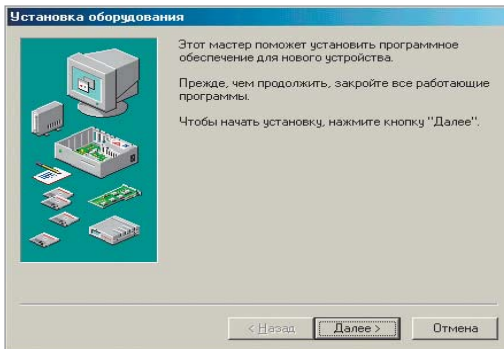 Установка оборудования
Этот мастер поможет установить программное
обеспечение для нового устройства.
Прежде, чем продолжить, закройте все работающие
программы.
Чтобы начать установку, нажмите кнопку "Далее".
< Назад
Далее >
Отмена